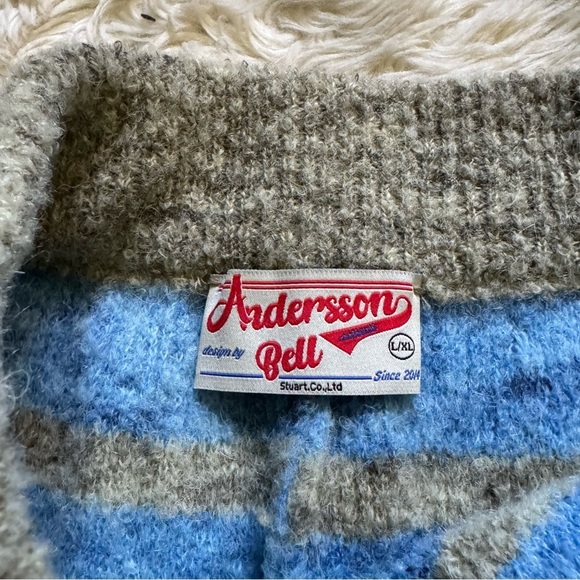 Andersson
design by Bell L/XL
Since 2014
Stuart.Co.,Ltd